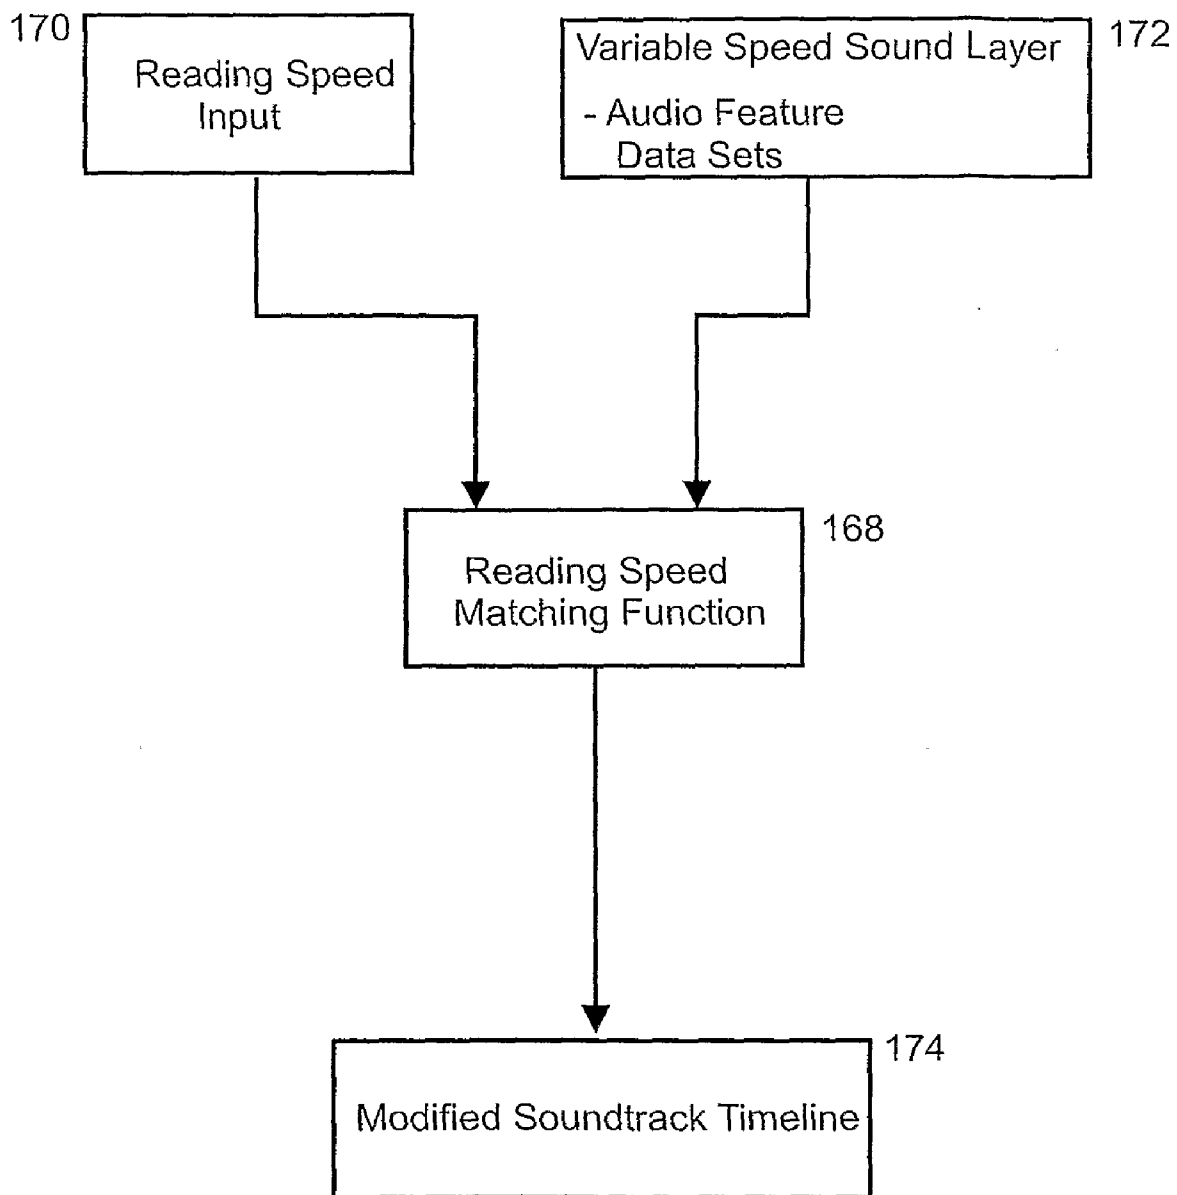 170
Reading Speed
Input
Variable Speed Sound Layer
- Audio Feature
Data Sets
172
Reading Speed
Matching Function
168
Modified Soundtrack Timeline
174